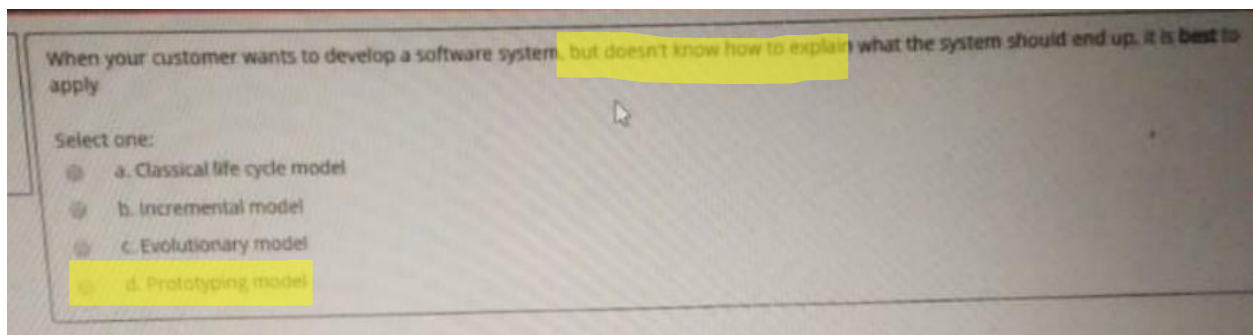 When your customer wants to develop a software system, but doesn't know how to explain what the system should end up, it is best to
apply
Select one:
a. Classical life cycle model
b. Incremental model
c. Evolutionary model
d. Prototyping model